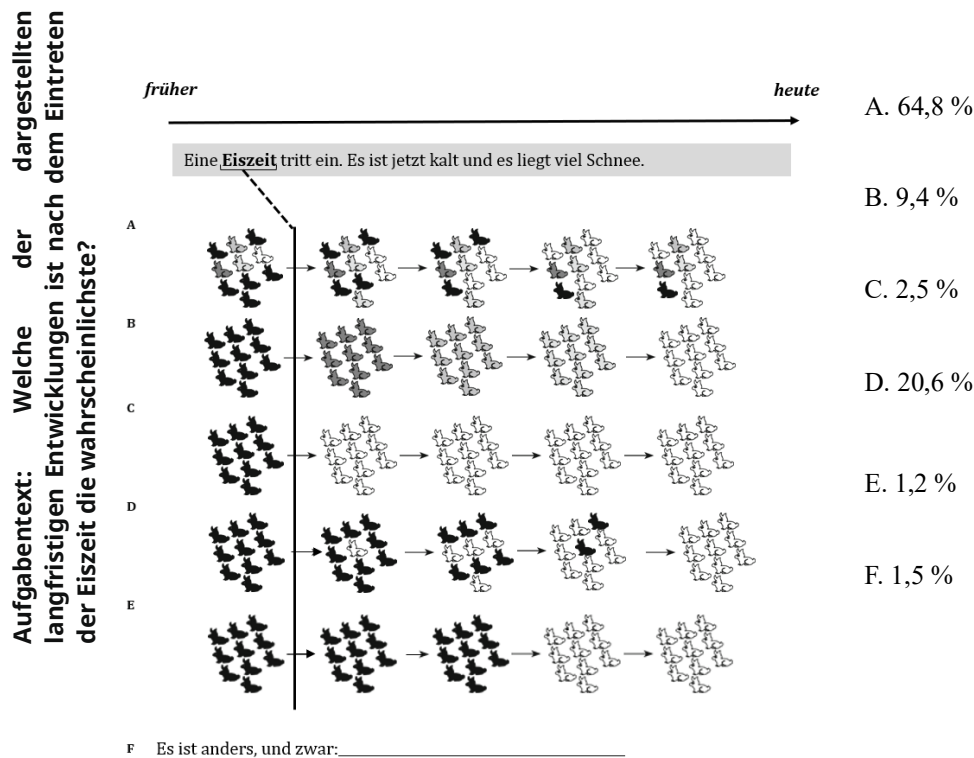 Aufgabentext: Welche der dargestellten
langfristigen Entwicklungen ist nach dem Eintreten
der Eiszeit die wahrscheinlichste?
früher
heute
Eine Eiszeit tritt ein. Es ist jetzt kalt und es liegt viel Schnee.
A
B
C
D
E
F Es ist anders, und zwar:
A. 64,8 %
B. 9,4 %
C. 2,5 %
D. 20,6 %
E. 1,2 %
F. 1,5 %